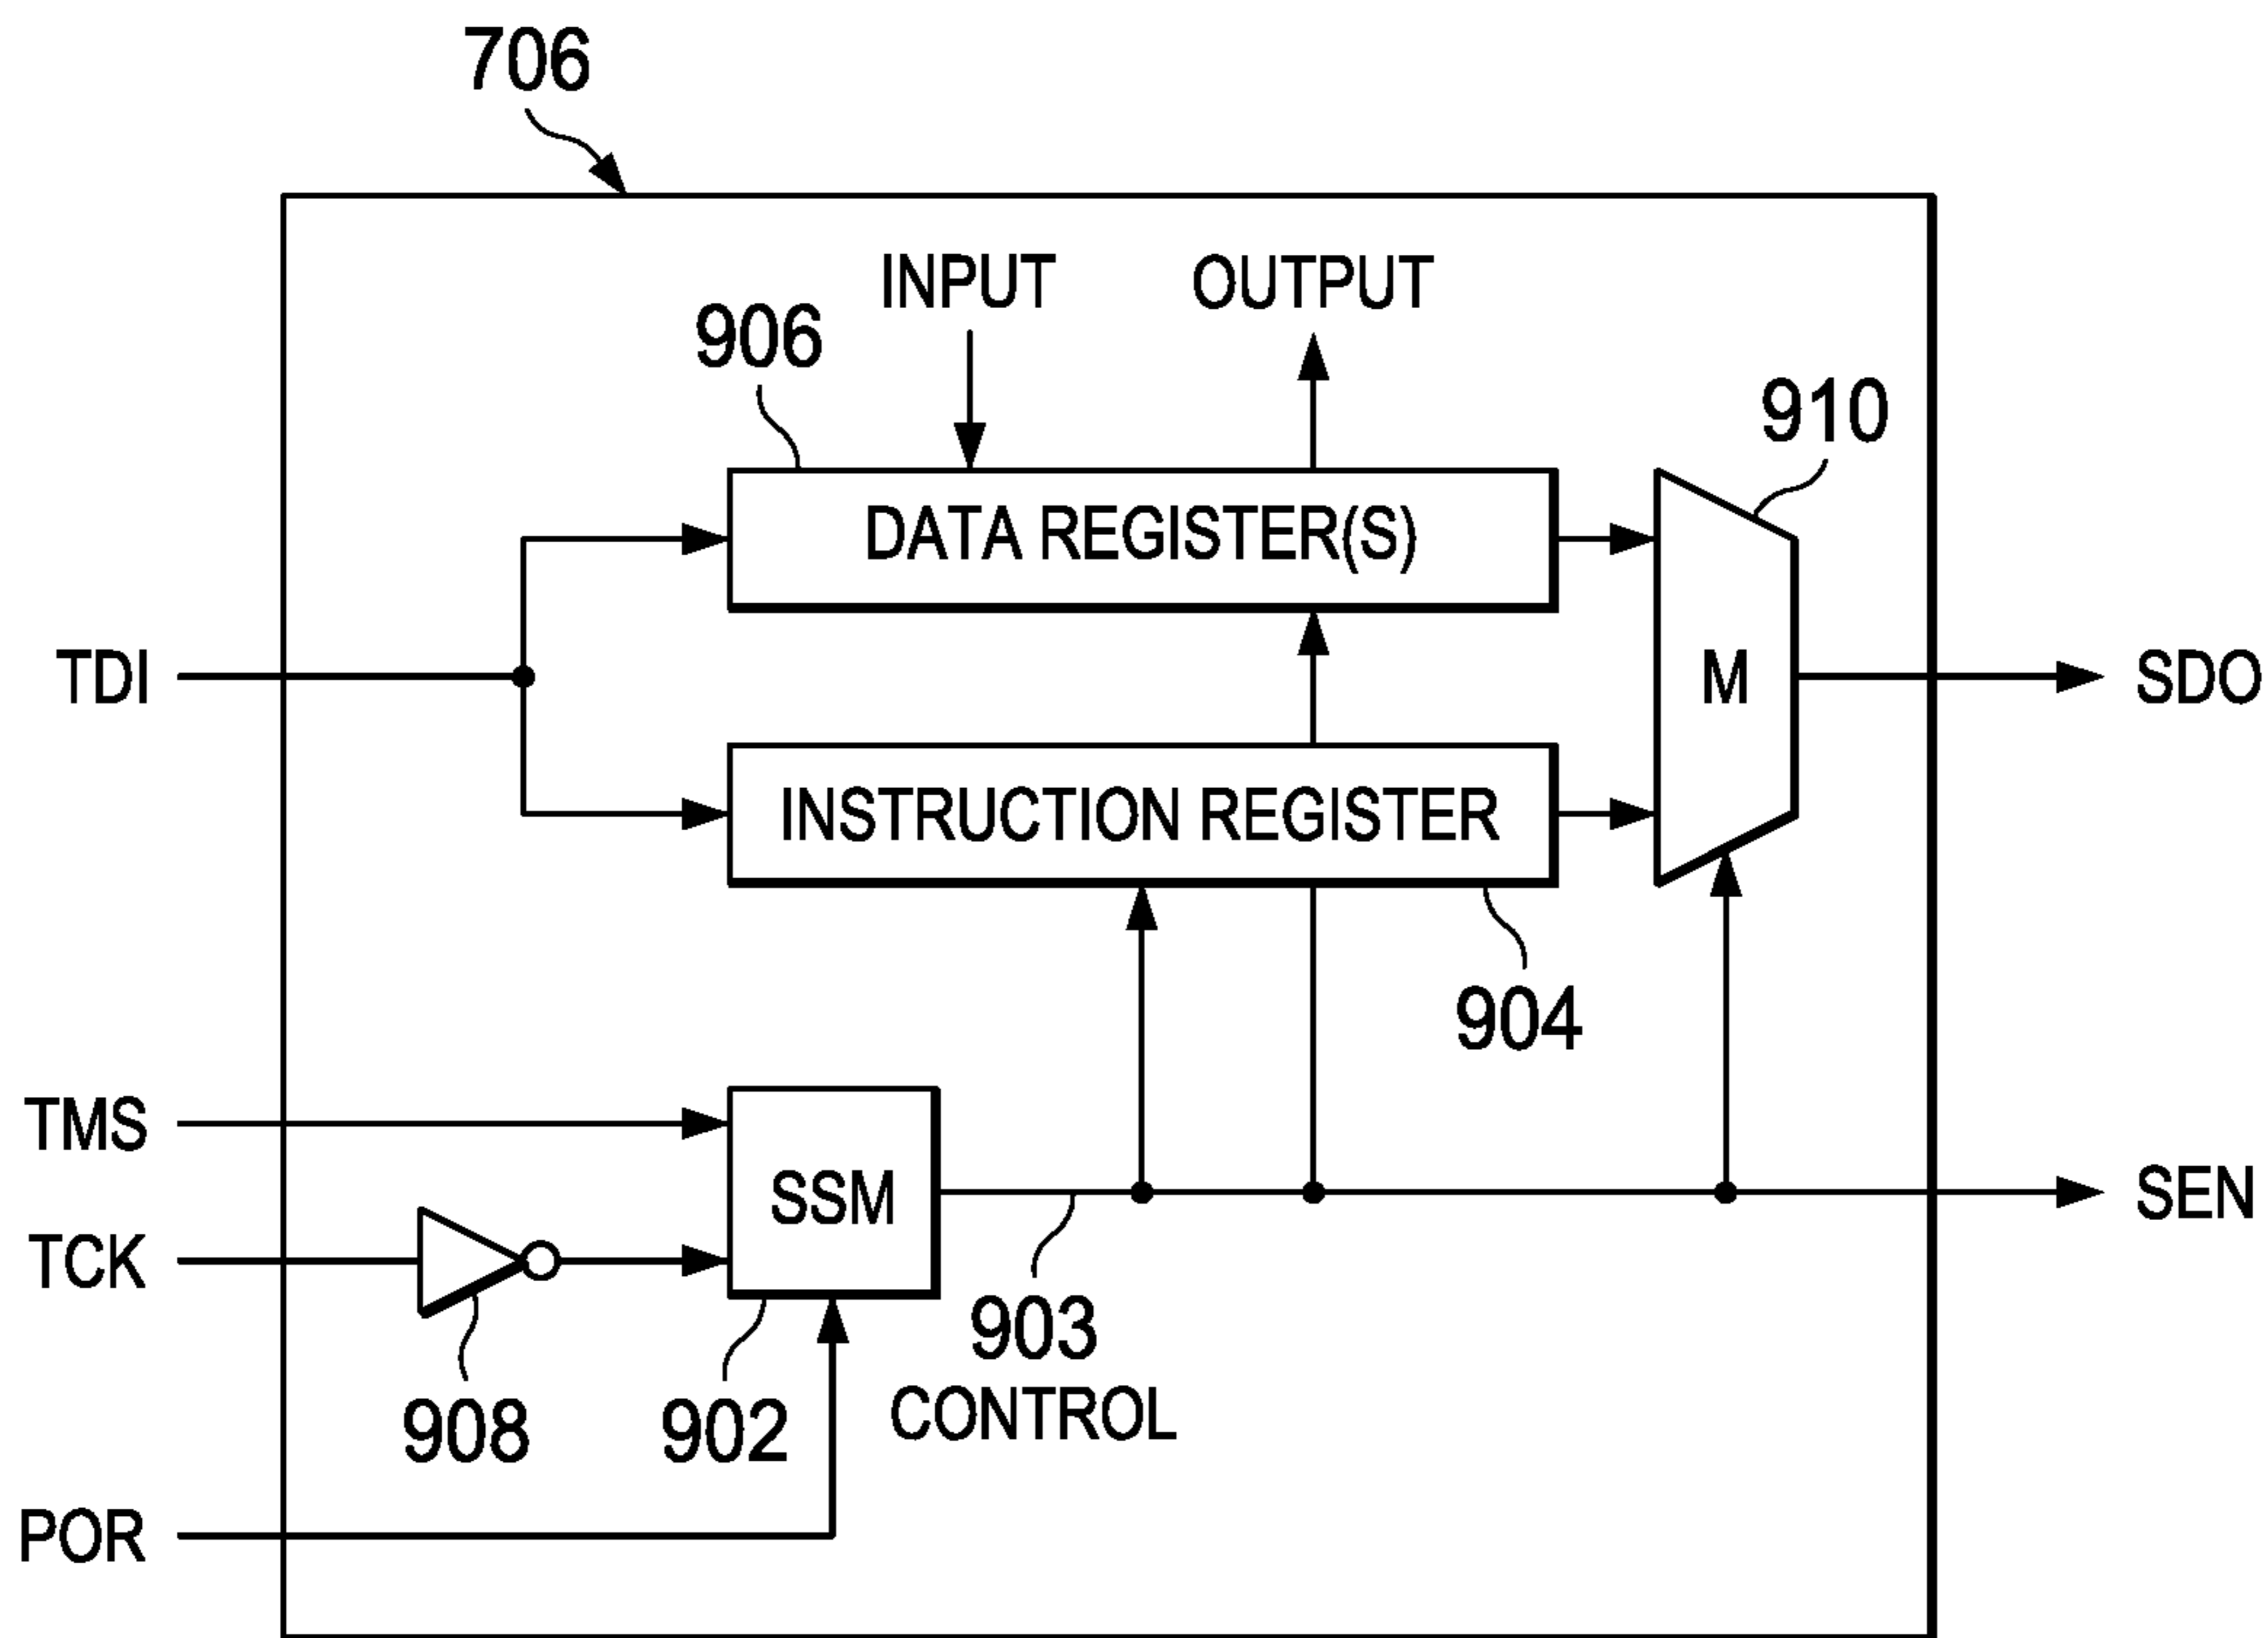 706
INPUT
OUTPUT
906
910
DATA REGISTER(S)
TDI
M
SDO
INSTRUCTION REGISTER
904
TMS
SSM
SEN
TCK
903
CONTROL
908
902
POR